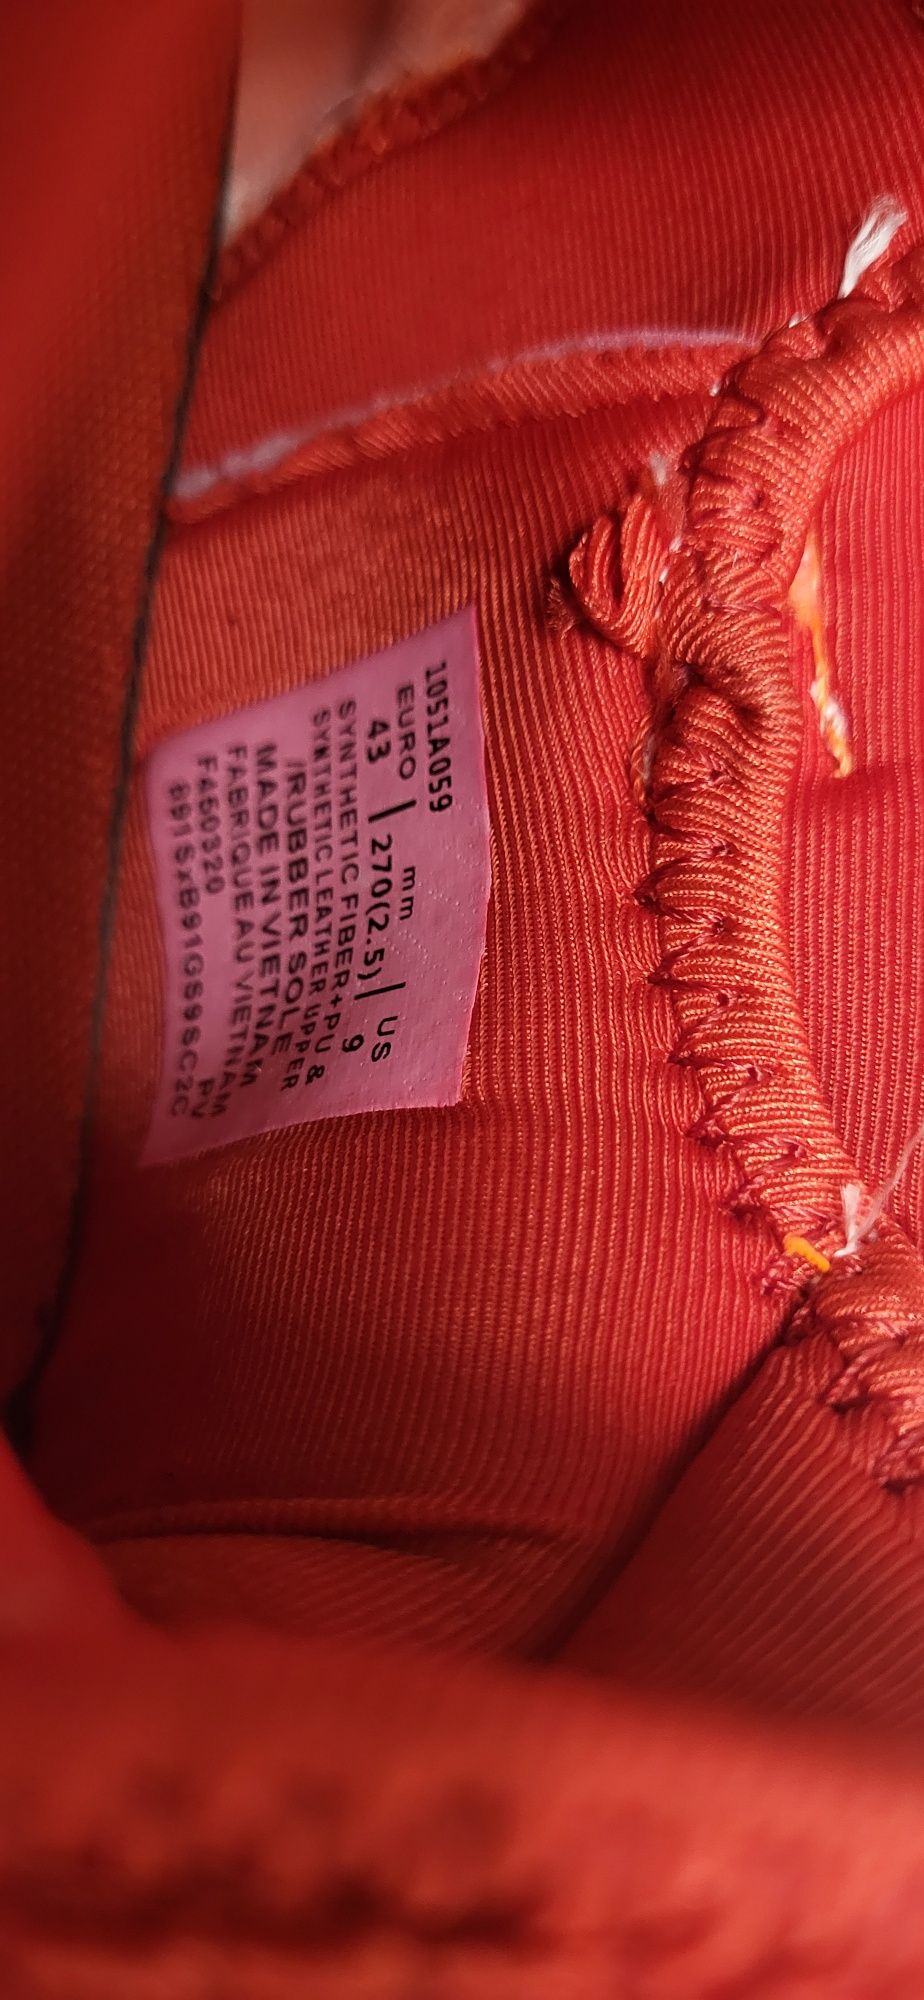 1051A059
EURO | mm | US
43 | 270(2.5) | 9
SYNTHETIC FIBER+PU &
SYNTHETIC LEATHER UPPER
/RUBBER SOLE
MADE IN VIETNAM
FABRIQUE AU VIETNAM
F450320 PV